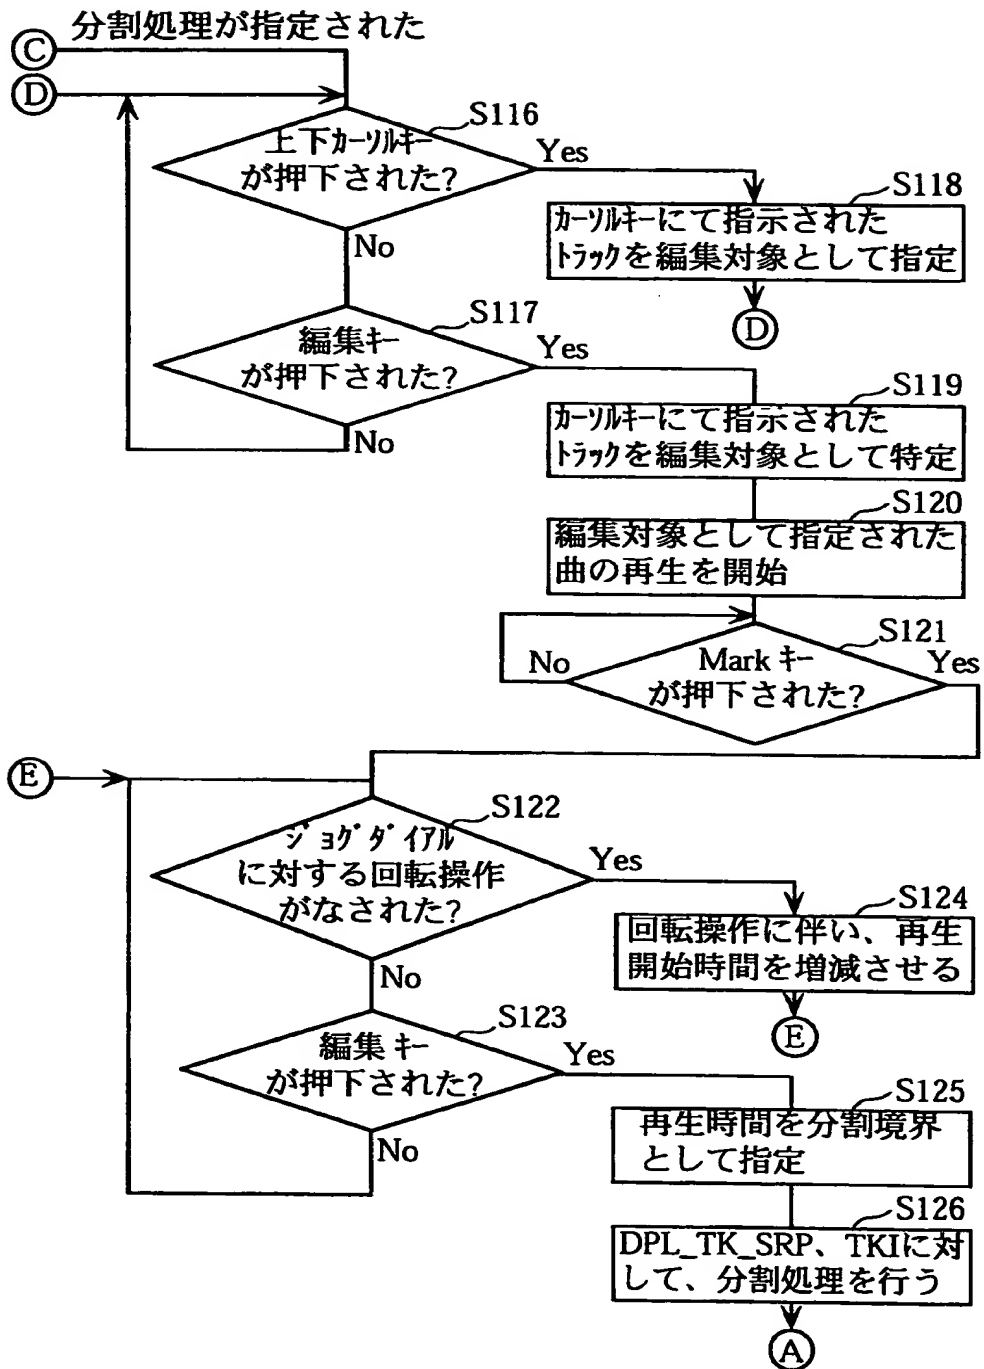 分割処理が指定された
C
D
S116
上下カーソルキー
が押下された?
Yes
No
S118
カーソルキーにて指示された
トラックを編集対象として指定
D
S117
編集キー
が押下された?
Yes
No
S119
カーソルキーにて指示された
トラックを編集対象として特定
S120
編集対象として指定された
曲の再生を開始
S121
Mark キー
が押下された?
No
Yes
E
S122
ジョグダイアル
に対する回転操作
がなされた?
Yes
No
S124
回転操作に伴い、再生
開始時間を増減させる
E
S123
編集 キー
が押下された?
Yes
No
S125
再生時間を分割境界
として指定
S126
DPL_TK_SRP、TKIに対
して、分割処理を行う
A